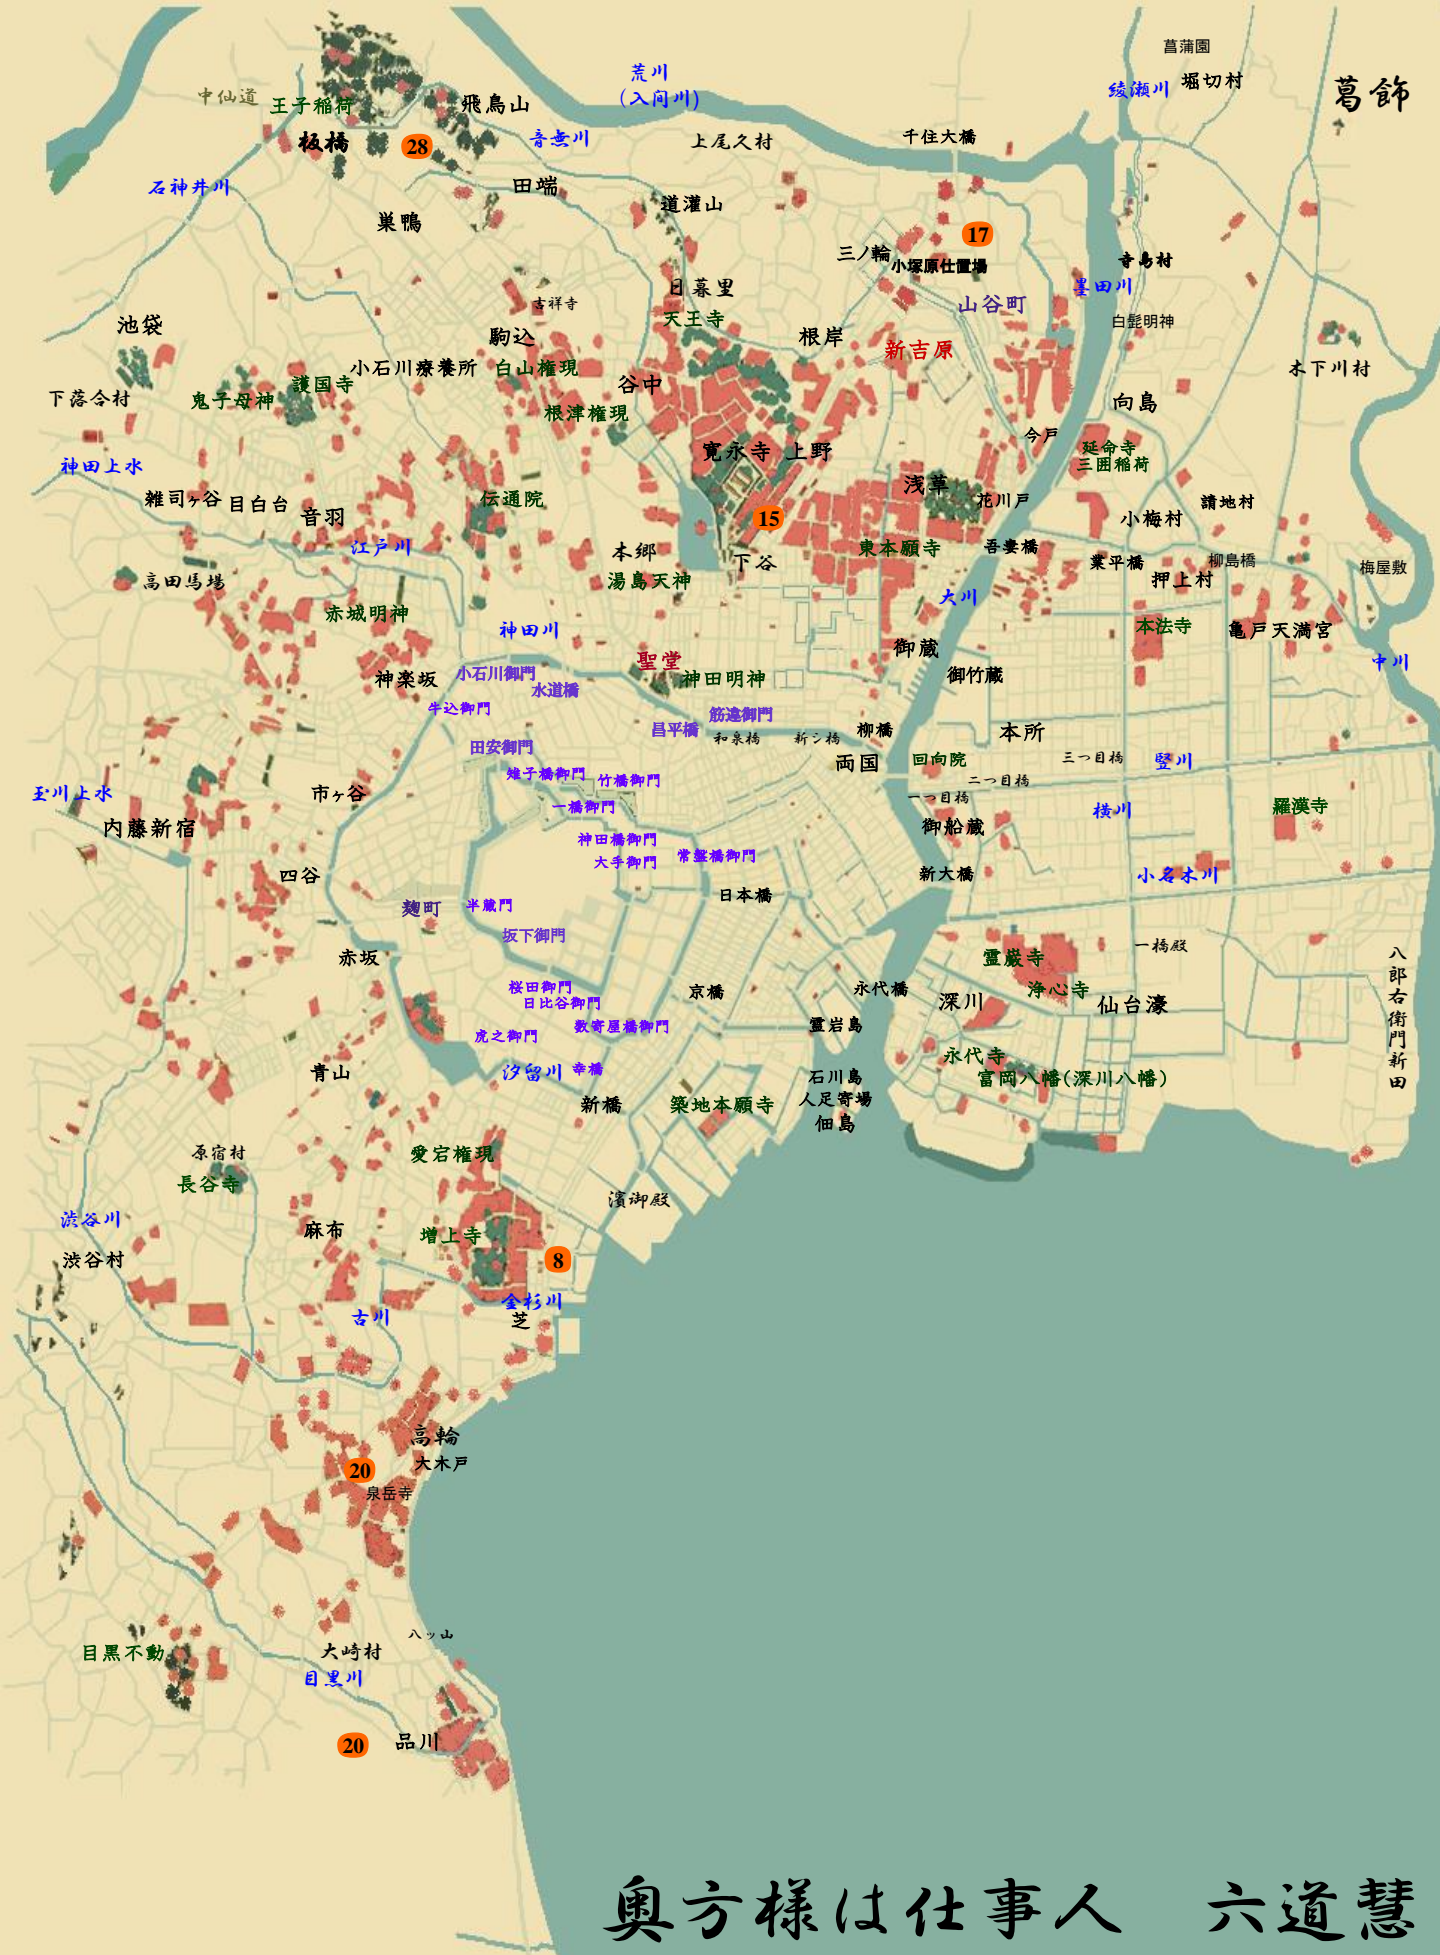 菖蒲園
荒川
(入间川)
綾瀬川
堀切村
葛飾
中仙道
王子稲荷
飛鳥山
板橋
28
音無川
上尾久村
千住大橋
石神井川
田端
道灌山
巣鴨
17
三ノ輪
小塚原仕置場
寺島村
日暮里
墨田川
吉祥寺
山谷町
天王寺
白髭明神
池袋
駒込
根岸
新吉原
小石川療養所
白山権現
木下川村
護国寺
谷中
下落合村
鬼子母神
根津権現
向島
今戸
延命寺
三囲稲荷
寛永寺
上野
神田上水
浅草
雑司ヶ谷
目白台
伝通院
花川戸
請地村
音羽
15
小梅村
江戸川
本郷
下谷
東本願寺
吾妻橋
業平橋
柳島橋
梅屋敷
高田馬場
湯島天神
押上村
大川
赤城明神
神田川
本法寺
亀戸天満宮
御蔵
聖堂
中川
神楽坂
小石川御門
神田明神
御竹蔵
水道橋
牛込御門
筋違御門
昌平橋
和泉橋
新シ橋
柳橋
本所
田安御門
両国
回向院
三つ目橋
竪川
雉子橋御門
竹橋御門
二つ目橋
玉川上水
市ヶ谷
一つ目橋
一橋御門
横川
羅漢寺
内藤新宿
御船蔵
神田橋御門
常盤橋御門
大手御門
四谷
新大橋
小名木川
日本橋
麹町
半蔵門
坂下御門
一橋殿
赤坂
霊巌寺
八郎右衛門新田
桜田御門
京橋
永代橋
浄心寺
日比谷御門
深川
仙台濠
数寄屋橋御門
霊岩島
虎之御門
永代寺
青山
汐留川
幸橋
石川島
富岡八幡(深川八幡)
人足寄場
新橋
築地本願寺
佃島
原宿村
愛宕権現
長谷寺
濱御殿
渋谷川
麻布
増上寺
渋谷村
8
金杉川
古川
芝
高輪
大木戸
20
泉岳寺
八ッ山
目黒不動
大崎村
目黒川
20
品川
奥方様は仕事人　六道慧